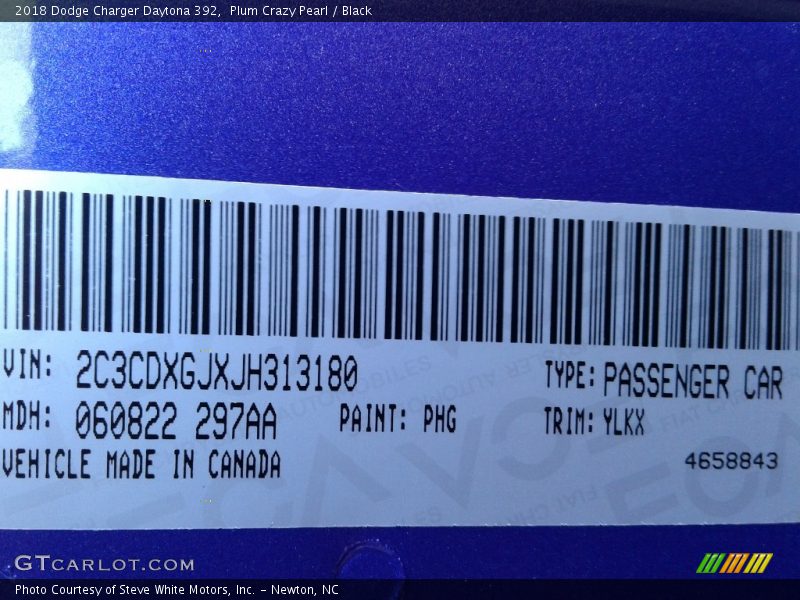 2018 Dodge Charger Daytona 392,  Plum Crazy Pearl / Black
VIN: 2C3CDXGJXJH313180 TYPE: PASSENGER CAR
MDH: 060822 297AA PAINT: PHG TRIM: YLKX
VEHICLE MADE IN CANADA 4658843
GTCARLOT.COM
Photo Courtesy of Steve White Motors, Inc. – Newton, NC